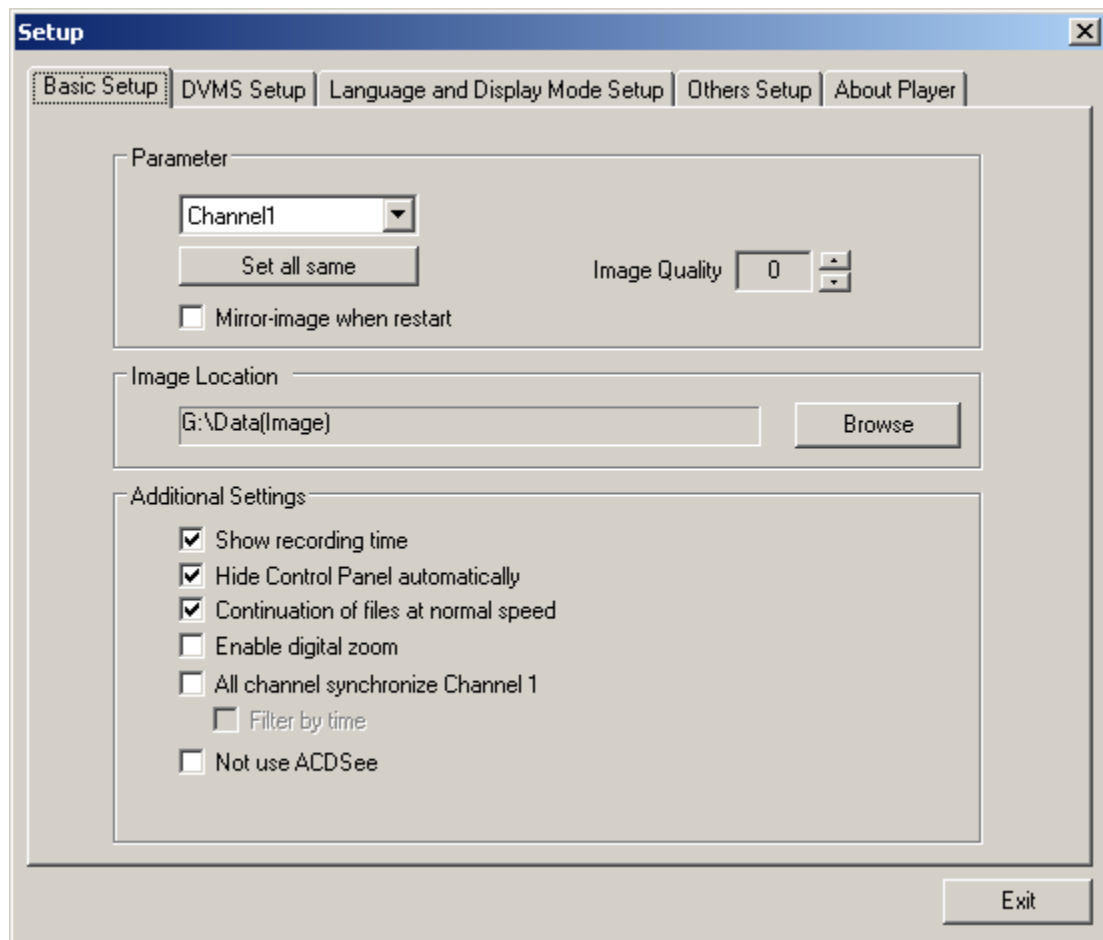 Setup
Basic Setup DVMS Setup Language and Display Mode Setup Others Setup About Player
Parameter
Channel1
Set all same
Image Quality 0
Mirror-image when restart
Image Location
G:\Data(Image)
Browse
Additional Settings
Show recording time
Hide Control Panel automatically
Continuation of files at normal speed
Enable digital zoom
All channel synchronize Channel 1
Filter by time
Not use ACDSee
Exit